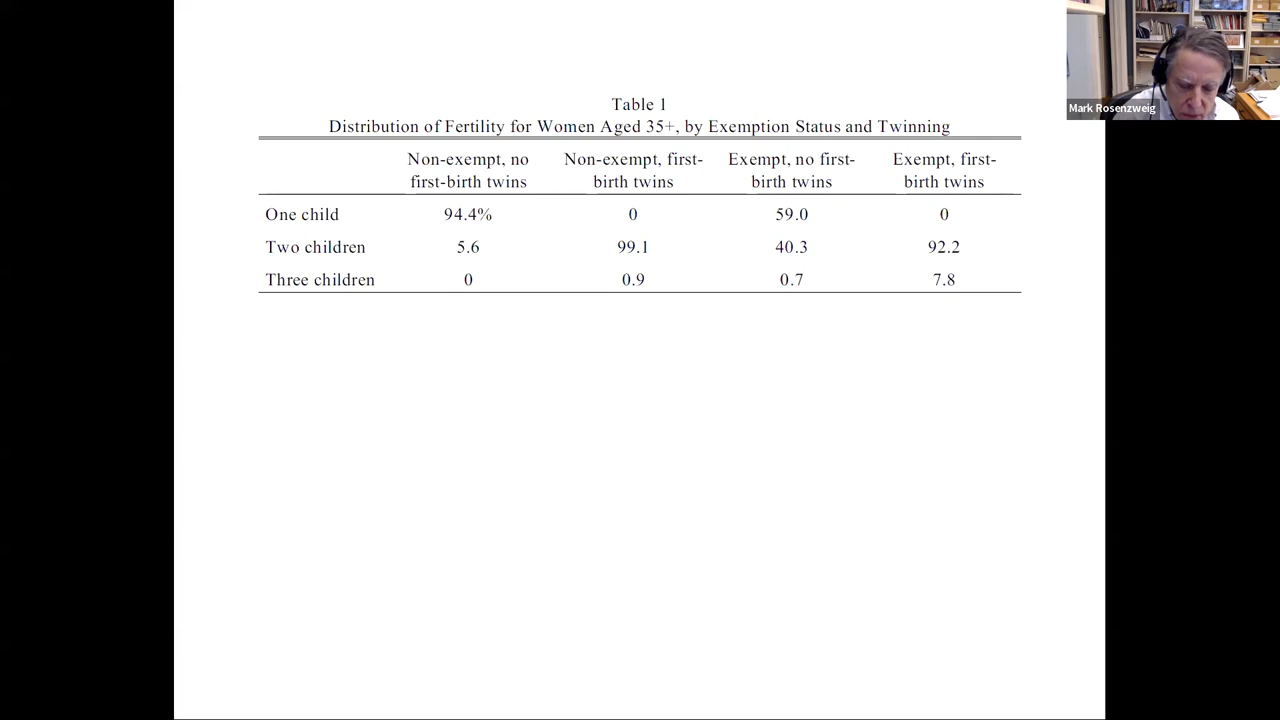 Mark Rosenzweig
Table 1
Distribution of Fertility for Women Aged 35+, by Exemption Status and Twinning
Non-exempt, no first-birth twins Non-exempt, first-birth twins Exempt, no first-birth twins Exempt, first-birth twins
One child 94.4% 0 59.0 0
Two children 5.6 99.1 40.3 92.2
Three children 0 0.9 0.7 7.8